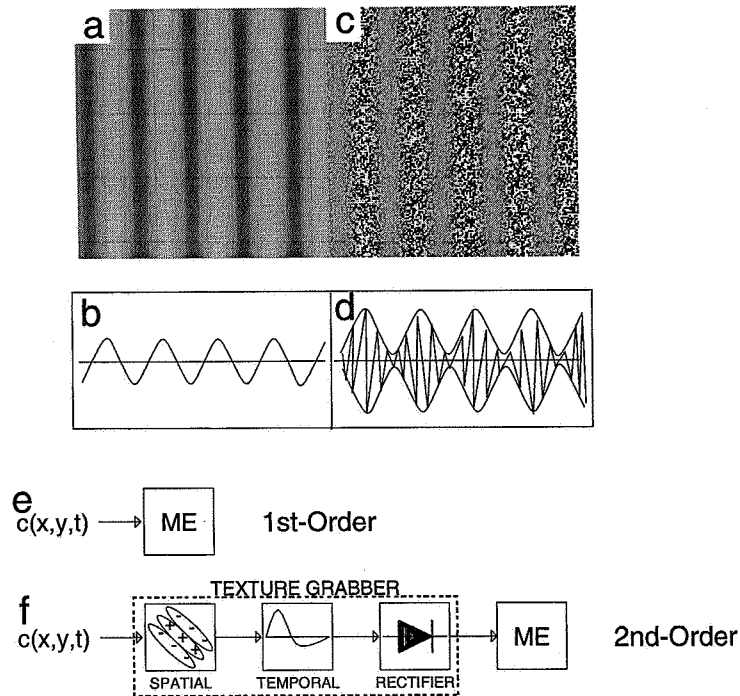 a
c
b
d
e
c(x,y,t)
ME
1st-Order
TEXTURE GRABBER
f
c(x,y,t)
SPATIAL
TEMPORAL
RECTIFIER
ME
2nd-Order